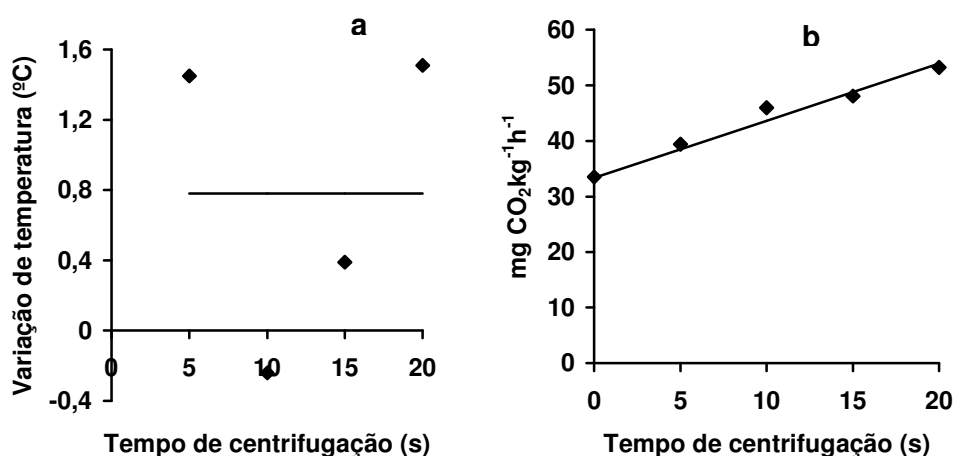 a
Variação de temperatura (ºC)
1,6
1,2
0,8
0,4
0
-0,4
0 5 10 15 20
Tempo de centrifugação (s)
b
mg CO₂kg⁻¹h⁻¹
60
50
40
30
20
10
0
0 5 10 15 20
Tempo de centrifugação (s)